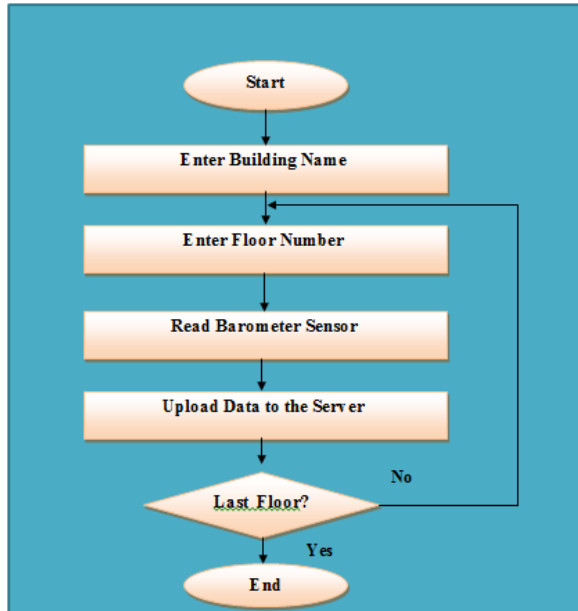 Start
Enter Building Name
Enter Floor Number
Read Barometer Sensor
Upload Data to the Server
Last Floor?
No
Yes
End